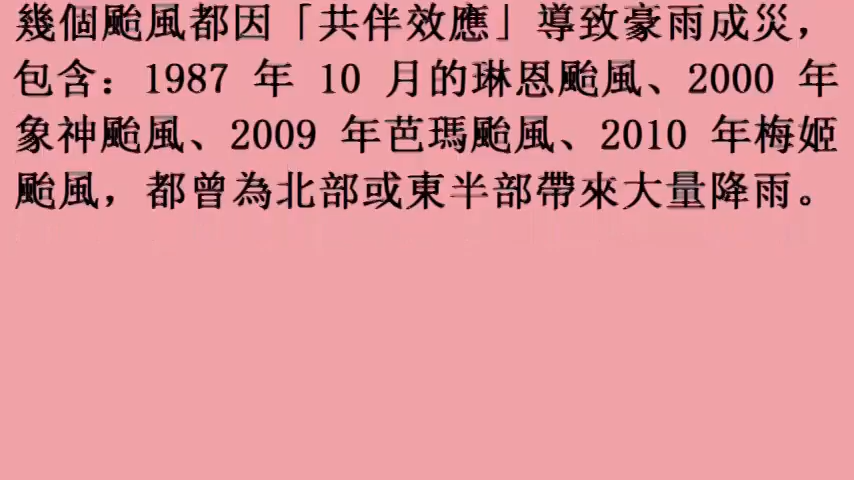 幾個颱風都因「共伴效應」導致豪雨成災，
包含：1987 年 10 月的琳恩颱風、2000 年
象神颱風、2009 年芭瑪颱風、2010 年梅姬
颱風，都曾為北部或東半部帶來大量降雨。